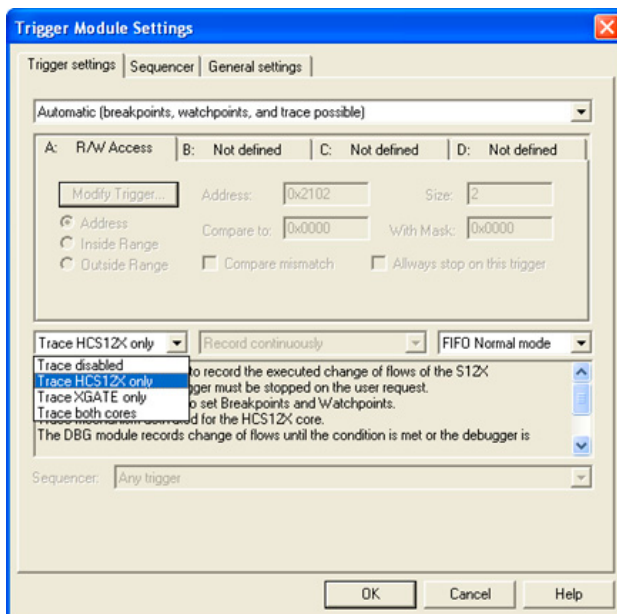 Trigger Module Settings
Trigger settings Sequencer General settings
Automatic (breakpoints, watchpoints, and trace possible)
A: R/W Access B: Not defined C: Not defined D: Not defined
Modify Trigger... Address: 0x2102 Size: 2
Address Compare to: 0x0000 With Mask: 0x0000
Inside Range
Outside Range Compare mismatch Allways stop on this trigger
Trace HCS12X only Record continuously FIFO Normal mode
Trace disabled
Trace HCS12X only
Trace XGATE only
Trace both cores
to record the executed change of flows of the S12X
must be stopped on the user request.
to set Breakpoints and Watchpoints.
for the HCS12X core.
The DBG module records change of flows until the condition is met or the debugger is
Sequencer: Any trigger
OK Cancel Help